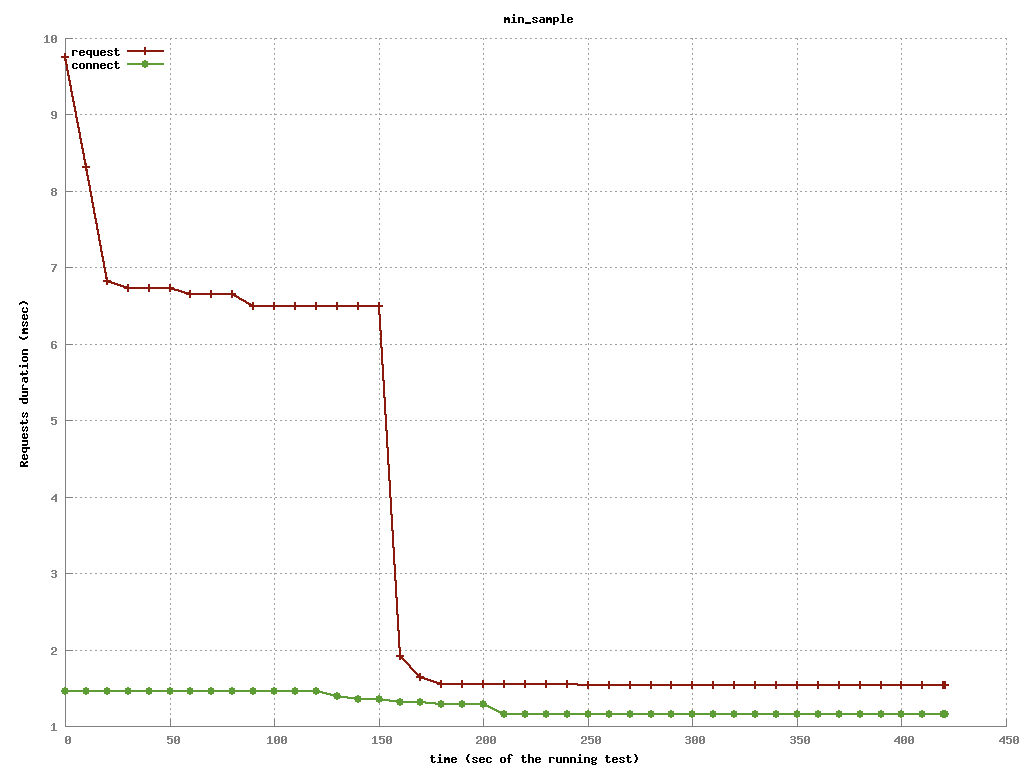 min_sample
10
request
connect
9
8
7
6
5
4
3
2
1
Requests duration (msec)
0 50 100 150 200 250 300 350 400 450
time (sec of the running test)